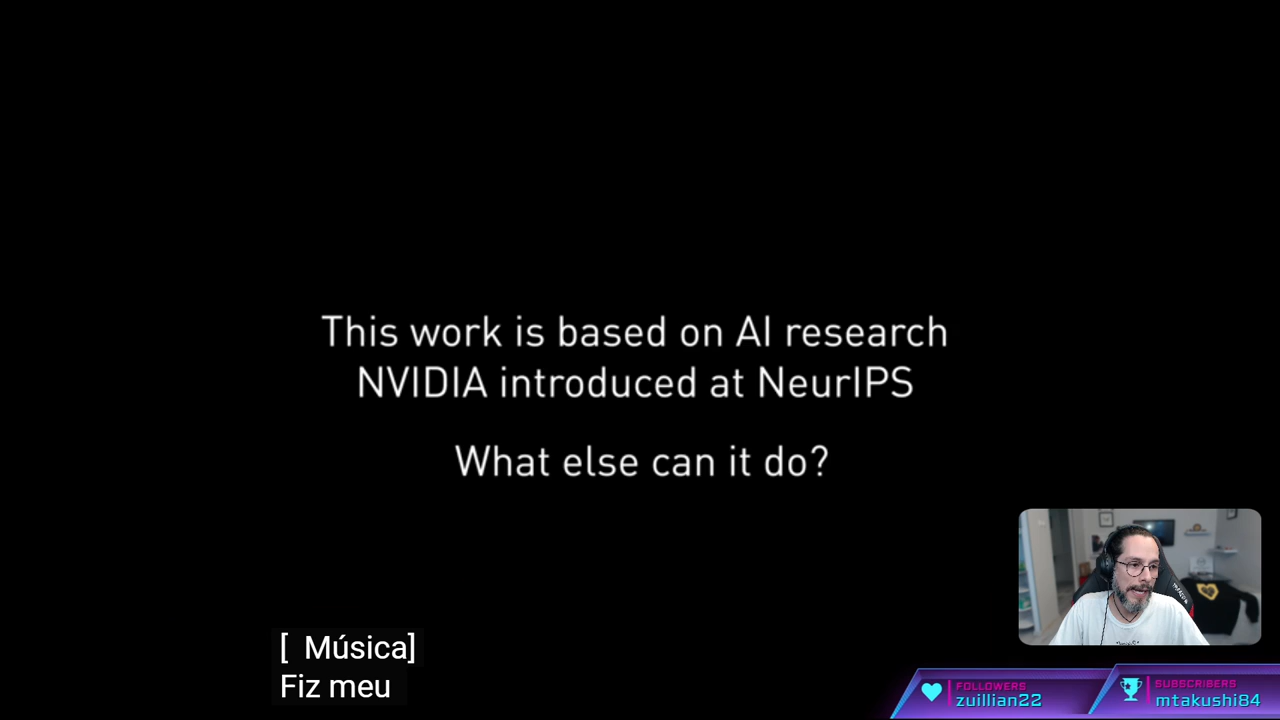 This work is based on AI research
NVIDIA introduced at NeurIPS
What else can it do?
[ Música]
Fiz meu
FOLLOWERS
zuillian22
SUBSCRIBERS
mtakushi84